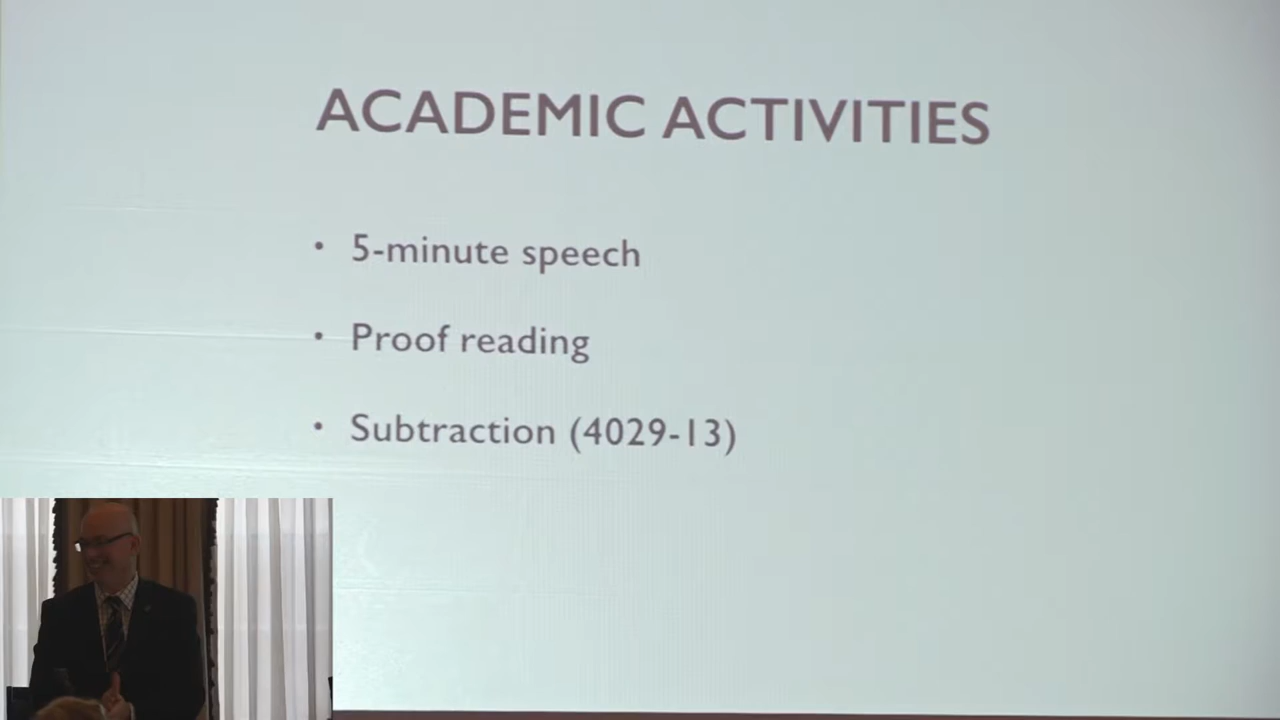 ACADEMIC ACTIVITIES
• 5-minute speech
• Proof reading
• Subtraction (4029-13)